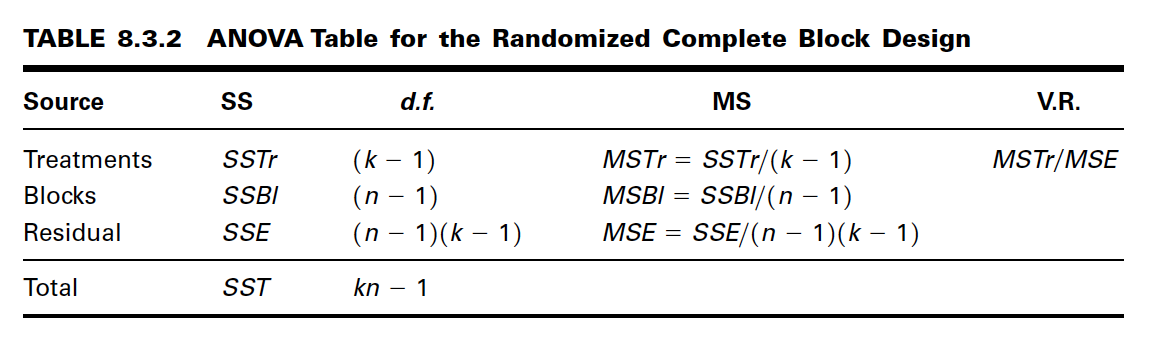 TABLE 8.3.2 ANOVA Table for the Randomized Complete Block Design
Source SS d.f. MS V.R.
Treatments SSTr (k − 1) MSTr = SSTr/(k − 1) MSTr/MSE
Blocks SSBl (n − 1) MSBl = SSBl/(n − 1)
Residual SSE (n − 1)(k − 1) MSE = SSE/(n − 1)(k − 1)
Total SST kn − 1